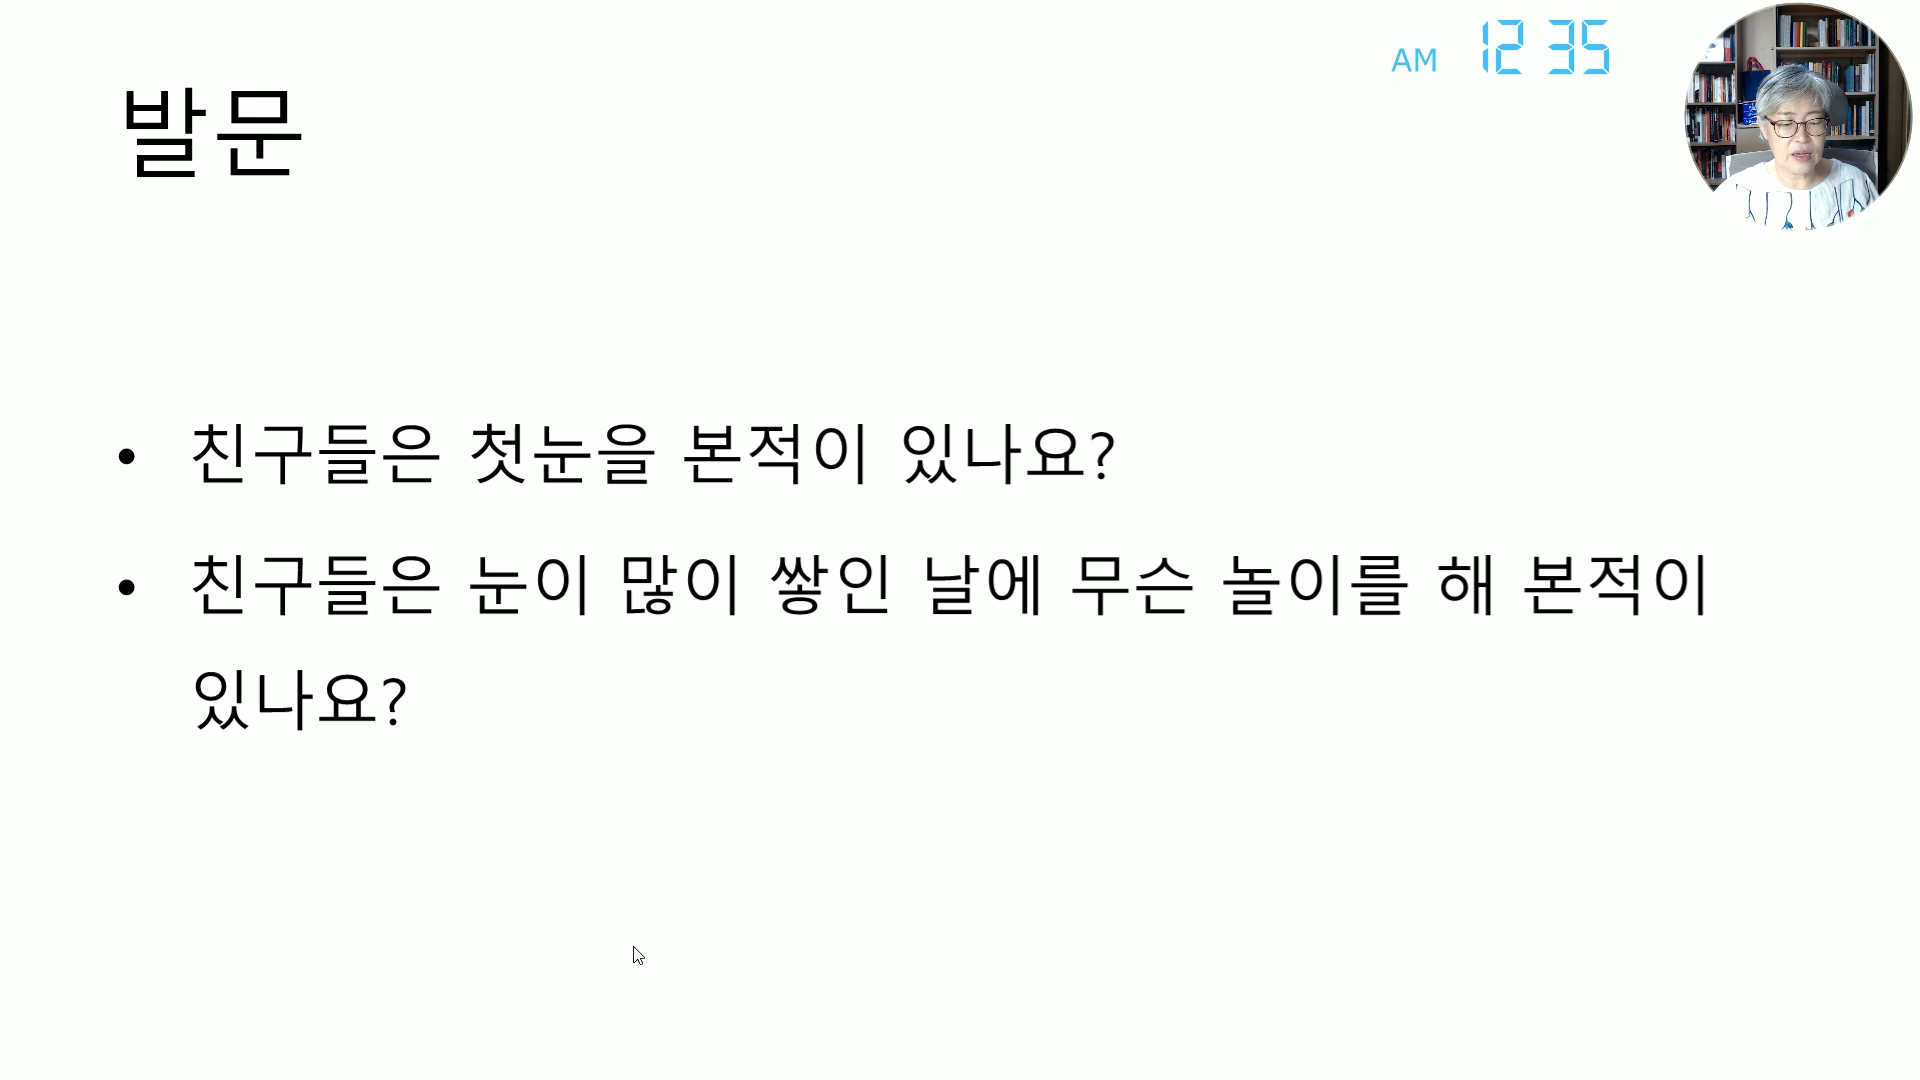 AM 12 35
발문
• 친구들은 첫눈을 본적이 있나요?
• 친구들은 눈이 많이 쌓인 날에 무슨 놀이를 해 본적이
있나요?